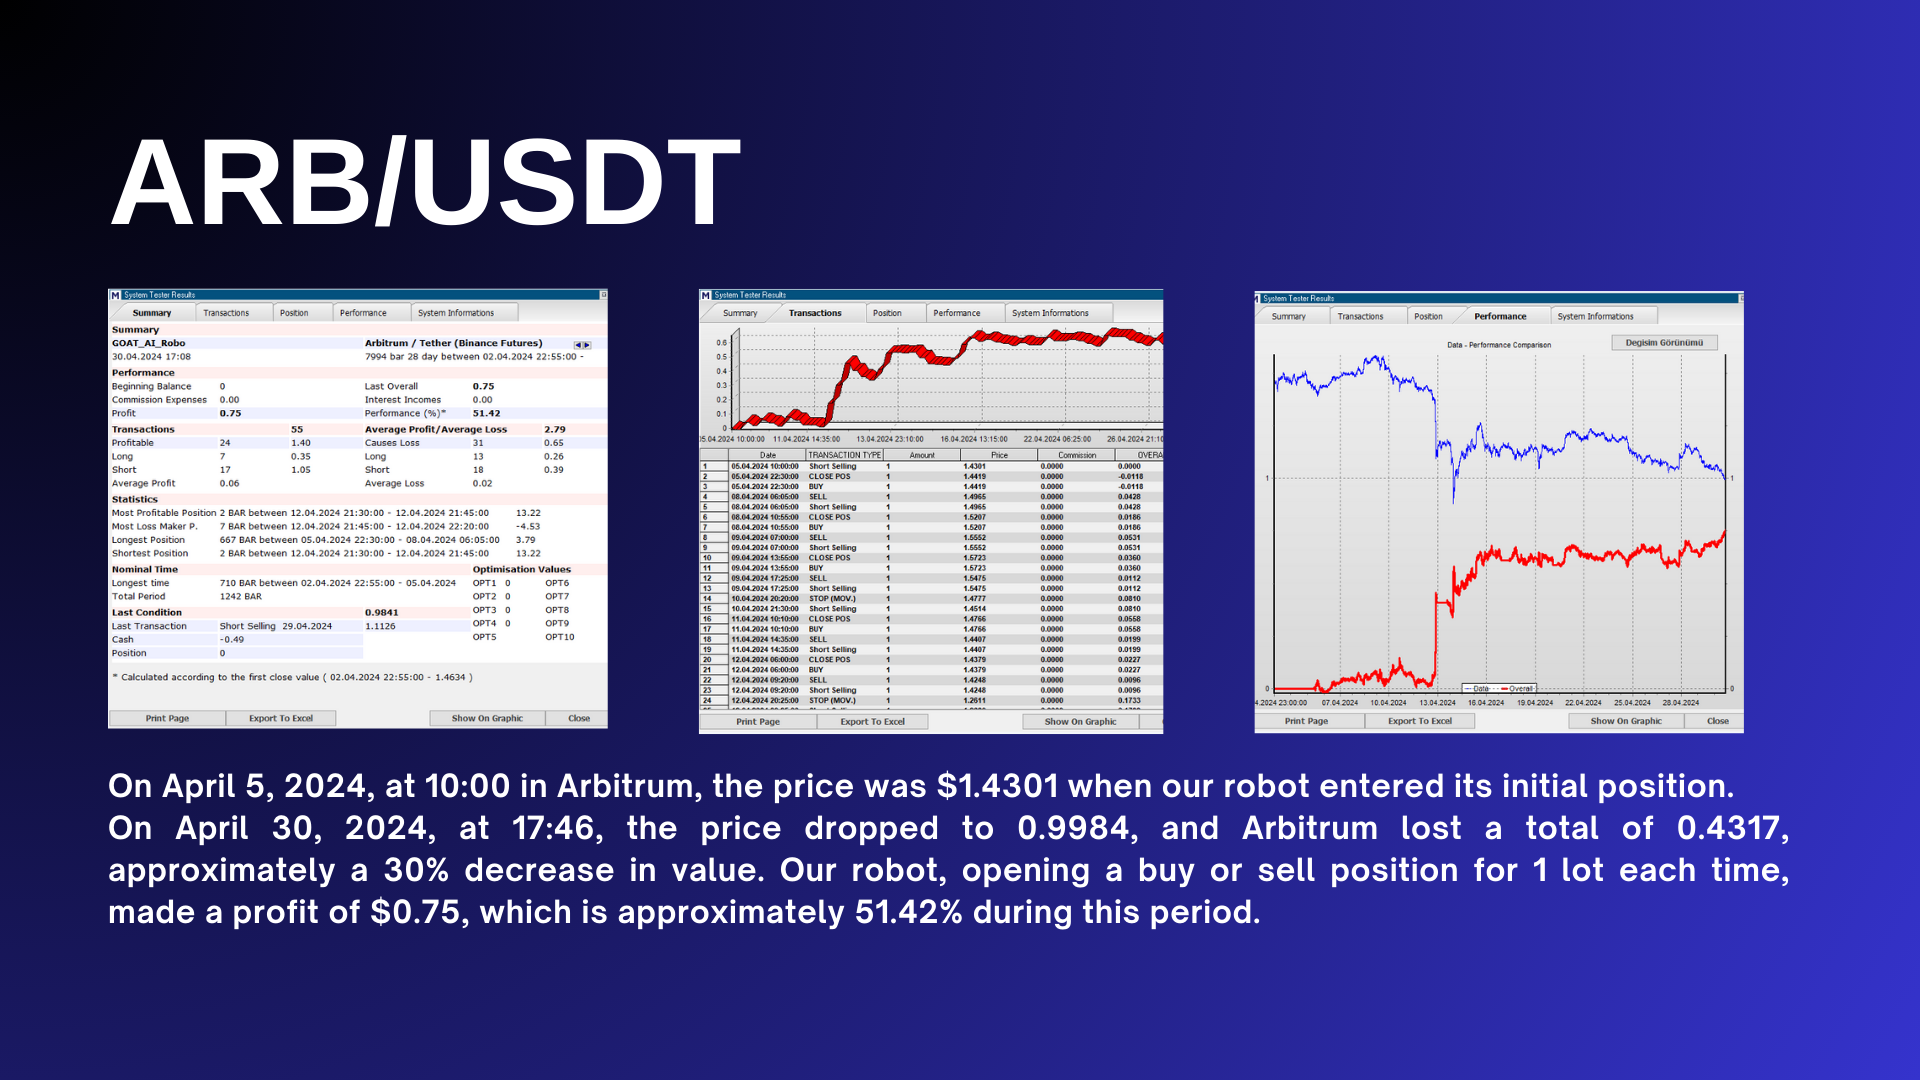 ARB/USDT
System Tester Results
Summary Transactions Position Performance System Informations
Summary
GOAT_AI_Robo Arbitrum / Tether (Binance Futures)
30.04.2024 17:08 7994 bar 28 day between 02.04.2024 22:55:00 -
Performance
Beginning Balance 0 Last Overall 0.75
Commission Expenses 0.00 Interest Incomes 0.00
Profit 0.75 Performance (%)* 51.42
Transactions 55 Average Profit/Average Loss 2.79
Profitable 24 1.40 Causes Loss 31 0.65
Long 7 0.35 Long 13 0.26
Short 17 1.05 Short 18 0.39
Average Profit 0.06 Average Loss 0.02
Statistics
Most Profitable Position 2 BAR between 12.04.2024 21:30:00 - 12.04.2024 21:45:00 13.22
Most Loss Maker P. 7 BAR between 12.04.2024 21:45:00 - 12.04.2024 22:20:00 -4.53
Longest Position 667 BAR between 05.04.2024 22:30:00 - 08.04.2024 06:05:00 3.79
Shortest Position 2 BAR between 12.04.2024 21:30:00 - 12.04.2024 21:45:00 13.22
Nominal Time Optimisation Values
Longest time 710 BAR between 02.04.2024 22:55:00 - 05.04.2024 OPT1 0 OPT6
Total Period 1242 BAR OPT2 0 OPT7
Last Condition 0.9841 OPT3 0 OPT8
Last Transaction Short Selling 29.04.2024 1.1126 OPT4 0 OPT9
Cash -0.49 OPT5 OPT10
Position 0
* Calculated according to the first close value ( 02.04.2024 22:55:00 - 1.4634 )
Print Page Export To Excel Show On Graphic Close
System Tester Results
Summary Transactions Position Performance System Informations
0.6
0.5
0.4
0.3
0.2
0.1
0
5.04.2024 10:00:00 11.04.2024 14:35:00 13.04.2024 23:10:00 16.04.2024 13:15:00 22.04.2024 06:25:00 26.04.2024 21:10
Date TRANSACTION TYPE Amount Price Commission OVERA
1 05.04.2024 10:00:00 Short Selling 1 1.4301 0.0000 0.0000
2 05.04.2024 22:30:00 CLOSE POS 1 1.4419 0.0000 -0.0118
3 05.04.2024 22:30:00 BUY 1 1.4419 0.0000 -0.0118
4 08.04.2024 06:05:00 SELL 1 1.4965 0.0000 0.0428
5 08.04.2024 06:05:00 Short Selling 1 1.4965 0.0000 0.0428
6 08.04.2024 10:55:00 CLOSE POS 1 1.5207 0.0000 0.0186
7 08.04.2024 10:55:00 BUY 1 1.5207 0.0000 0.0186
8 09.04.2024 07:00:00 SELL 1 1.5552 0.0000 0.0531
9 09.04.2024 07:00:00 Short Selling 1 1.5552 0.0000 0.0531
10 09.04.2024 13:55:00 CLOSE POS 1 1.5723 0.0000 0.0360
11 09.04.2024 13:55:00 BUY 1 1.5723 0.0000 0.0360
12 09.04.2024 17:25:00 SELL 1 1.5475 0.0000 0.0112
13 09.04.2024 17:25:00 Short Selling 1 1.5475 0.0000 0.0112
14 10.04.2024 20:20:00 STOP (MOV.) 1 1.4777 0.0000 0.0810
15 10.04.2024 21:30:00 Short Selling 1 1.4514 0.0000 0.0810
16 11.04.2024 10:10:00 CLOSE POS 1 1.4766 0.0000 0.0558
17 11.04.2024 10:10:00 BUY 1 1.4766 0.0000 0.0558
18 11.04.2024 14:35:00 SELL 1 1.4407 0.0000 0.0199
19 11.04.2024 14:35:00 Short Selling 1 1.4407 0.0000 0.0199
20 12.04.2024 06:00:00 CLOSE POS 1 1.4379 0.0000 0.0227
21 12.04.2024 06:00:00 BUY 1 1.4379 0.0000 0.0227
22 12.04.2024 09:20:00 SELL 1 1.4248 0.0000 0.0096
23 12.04.2024 09:20:00 Short Selling 1 1.4248 0.0000 0.0096
24 12.04.2024 20:25:00 STOP (MOV.) 1 1.2611 0.0000 0.1733
Print Page Export To Excel Show On Graphic
System Tester Results
Summary Transactions Position Performance System Informations
Data - Performance Comparison Degisim Görünümü
1 1
0 0
Data Overall
4.2024 23:00:00 07.04.2024 10.04.2024 13.04.2024 16.04.2024 19.04.2024 22.04.2024 25.04.2024 28.04.2024
Print Page Export To Excel Show On Graphic Close
On April 5, 2024, at 10:00 in Arbitrum, the price was $1.4301 when our robot entered its initial position.
On April 30, 2024, at 17:46, the price dropped to 0.9984, and Arbitrum lost a total of 0.4317,
approximately a 30% decrease in value. Our robot, opening a buy or sell position for 1 lot each time,
made a profit of $0.75, which is approximately 51.42% during this period.